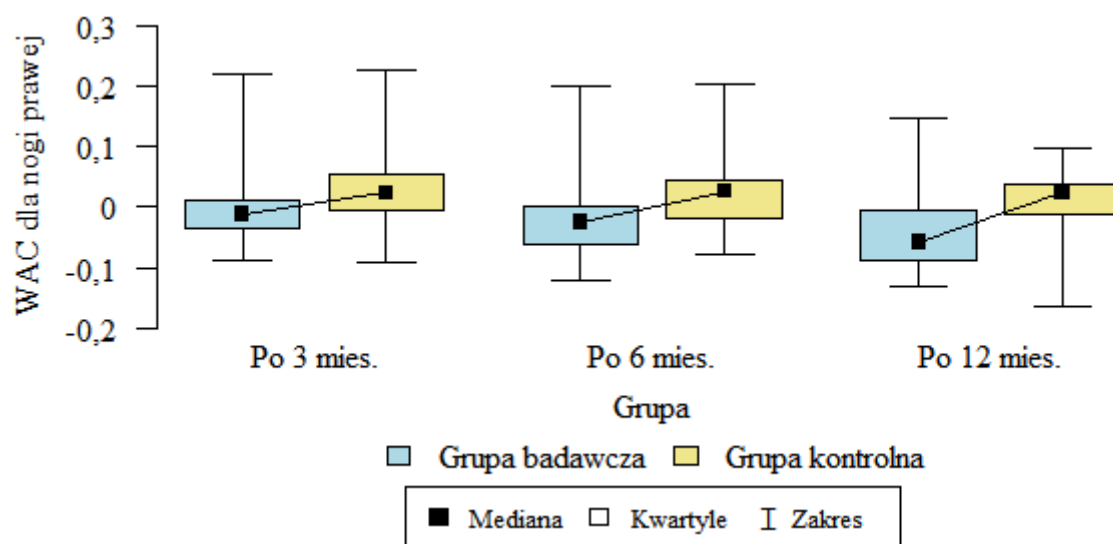 WAC dla nogi prawej
0,3
0,2
0,1
0
-0,1
-0,2
Po 3 mies.
Po 6 mies.
Po 12 mies.
Grupa
Grupa badawcza
Grupa kontrolna
Mediana
Kwartyle
Zakres